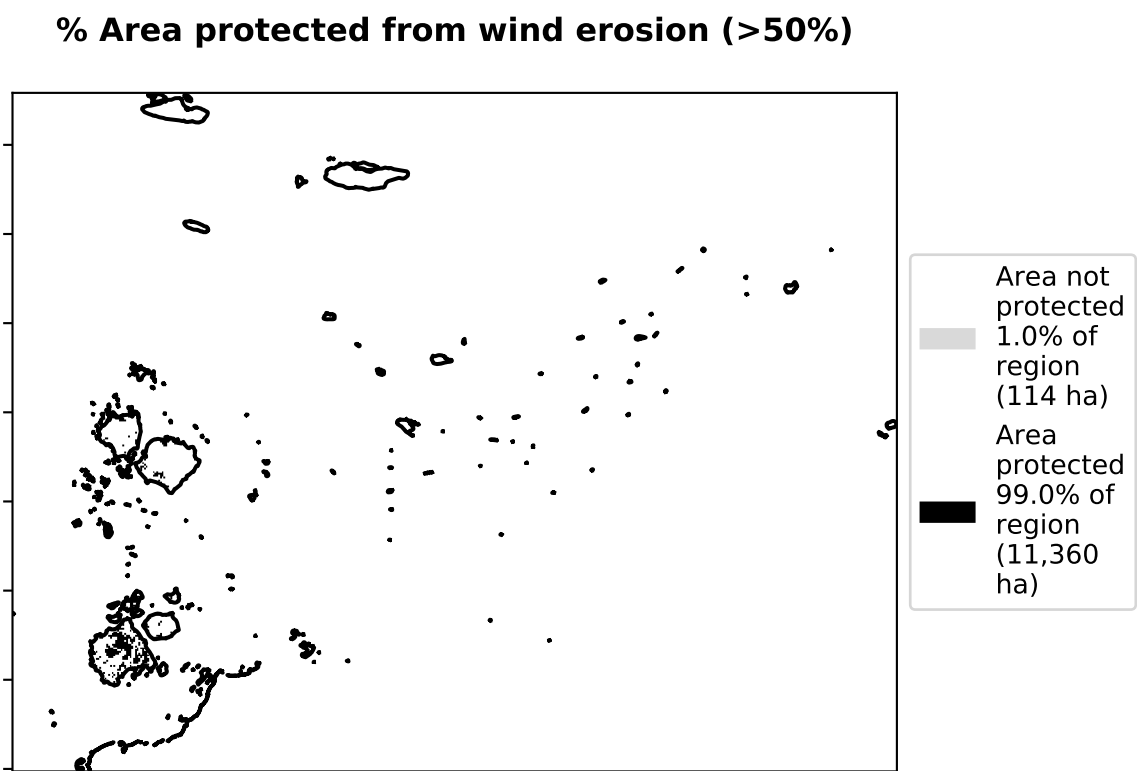 % Area protected from wind erosion (>50%)
Area not
protected
1.0% of
region
(114 ha)
Area
protected
99.0% of
region
(11,360
ha)